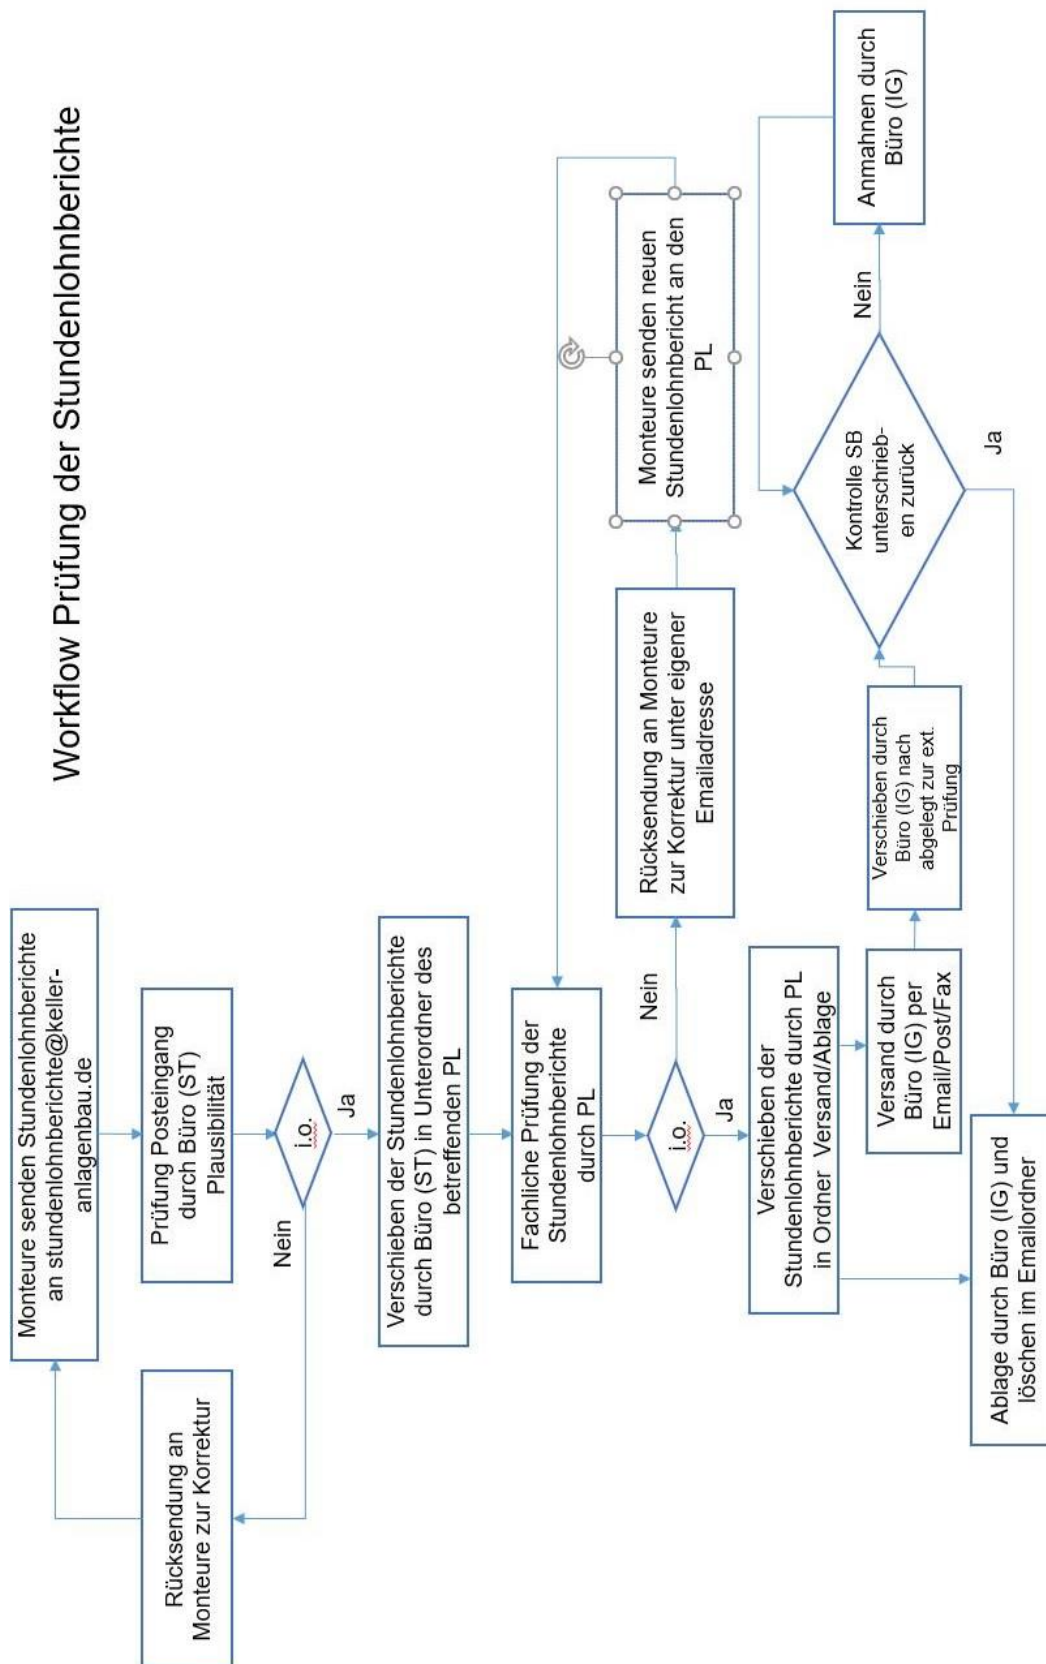 Workflow Prüfung der Stundenlohnberichte
Monteure senden Stundenlohnberichte
an stundenlohnberichte@keller-
anlagenbau.de
Rücksendung an
Monteure zur Korrektur
Prüfung Posteingang
durch Büro (ST)
Plausibilität
Nein
i.o.
Ja
Verschieben der Stundenlohnberichte
durch Büro (ST) in Unterordner des
betreffenden PL
Fachliche Prüfung der
Stundenlohnberichte
durch PL
i.o.
Nein
Ja
Rücksendung an Monteure
zur Korrektur unter eigener
Emailadresse
Monteure senden neuen
Stundenlohnbericht an den
PL
Verschieben der
Stundenlohnberichte durch PL
in Ordner Versand/Ablage
Versand durch
Büro (IG) per
Email/Post/Fax
Verschieben durch
Büro (IG) nach
abgelegt zur ext.
Prüfung
Kontrolle SB
unterschrieb-
en zurück
Nein
Ja
Anmahnen durch
Büro (IG)
Ablage durch Büro (IG) und
löschen im Emailordner